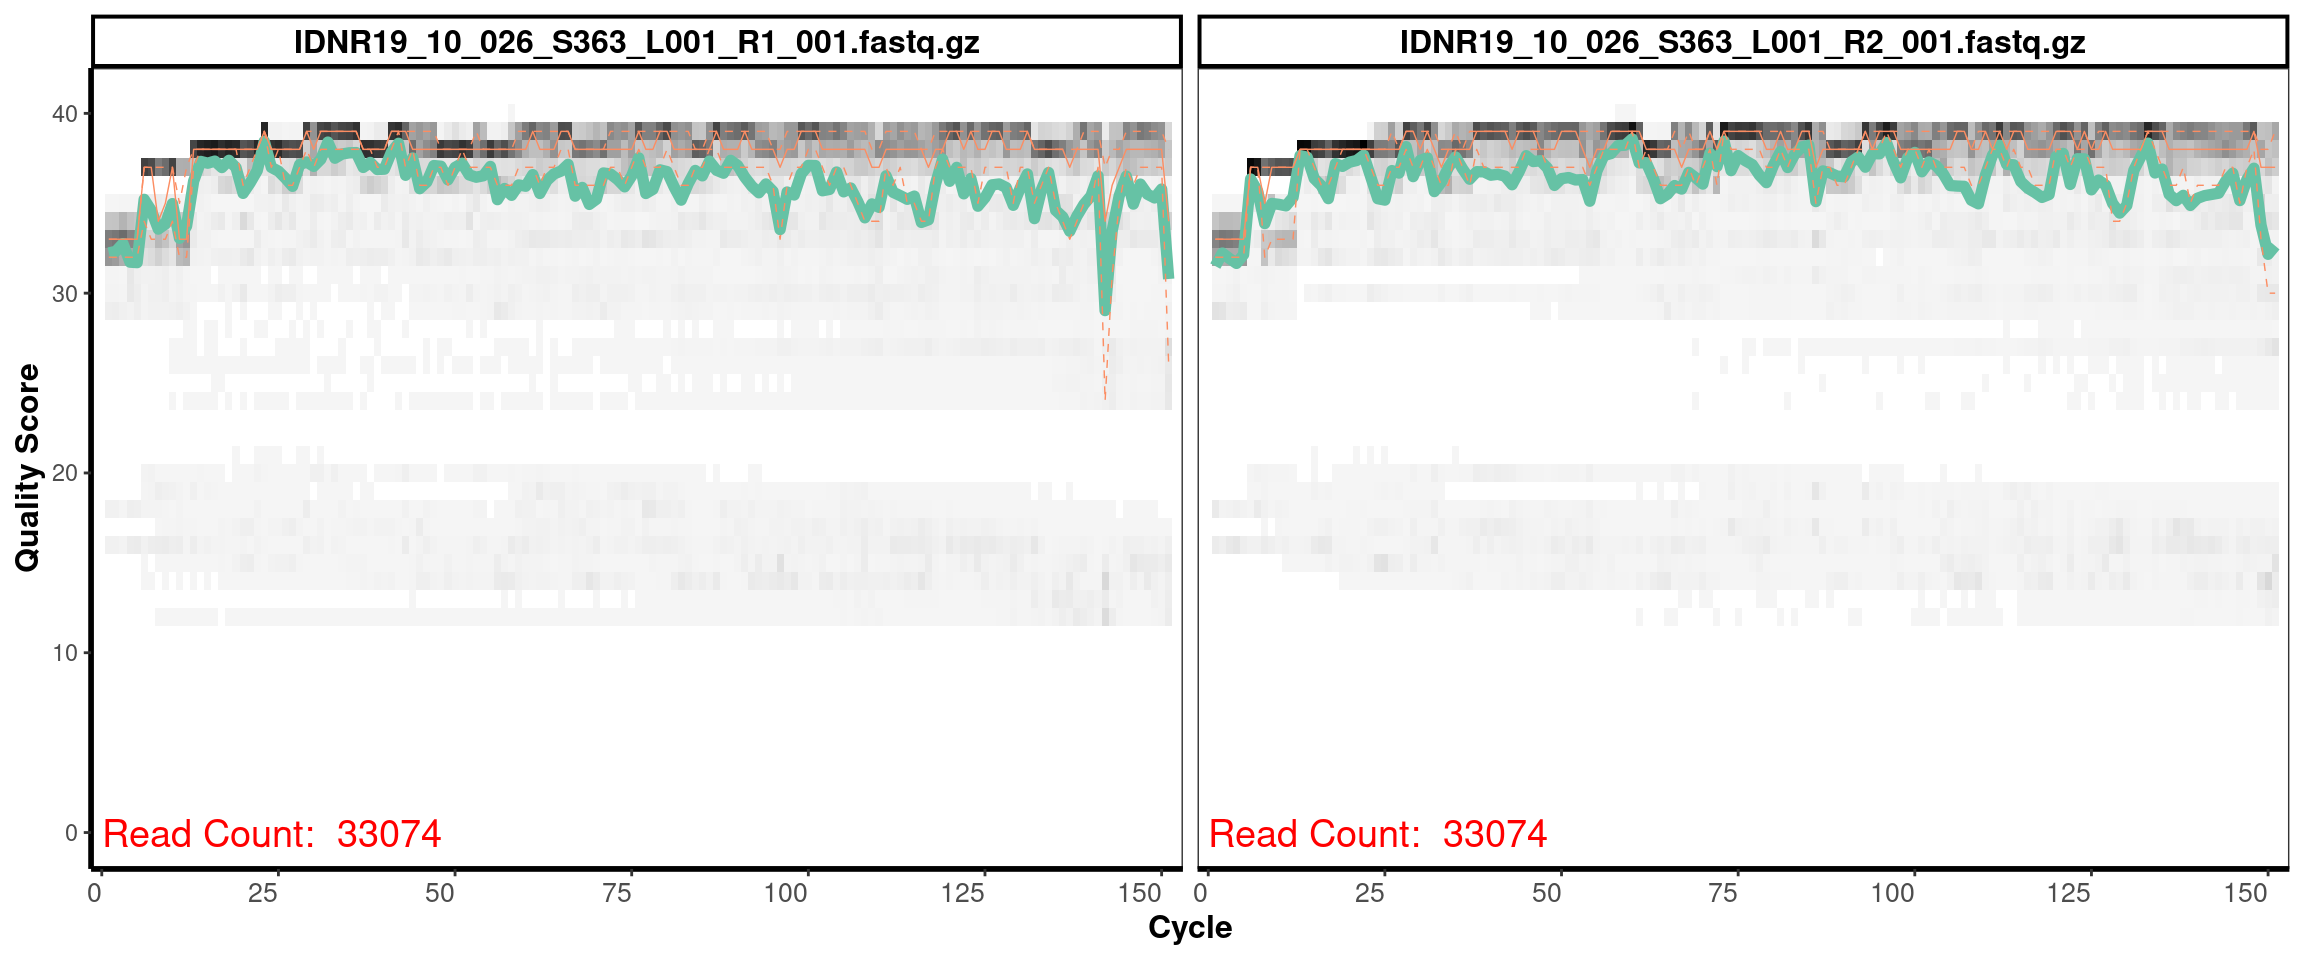 IDNR19_10_026_S363_L001_R1_001.fastq.gz
IDNR19_10_026_S363_L001_R2_001.fastq.gz
Quality Score
40
30
20
10
0
Read Count:  33074
Read Count:  33074
0 25 50 75 100 125 150
0 25 50 75 100 125 150
Cycle